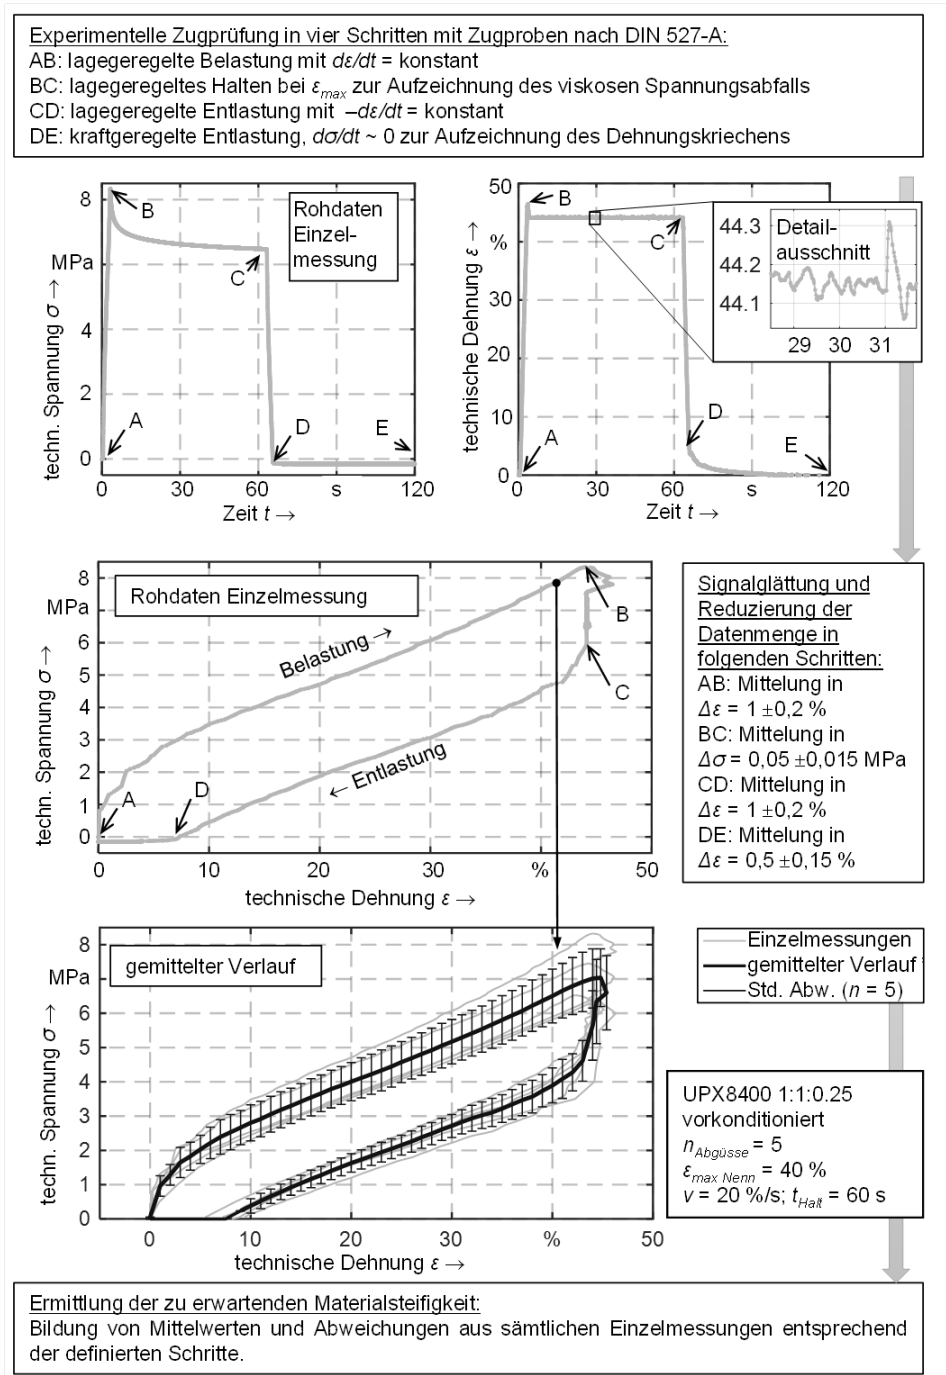 Experimentelle Zugprüfung in vier Schritten mit Zugproben nach DIN 527-A:
AB: lagegeregelte Belastung mit dε/dt = konstant
BC: lagegeregeltes Halten bei εmax zur Aufzeichnung des viskosen Spannungsabfalls
CD: lagegeregelte Entlastung mit –dε/dt = konstant
DE: kraftgeregelte Entlastung, dσ/dt ~ 0 zur Aufzeichnung des Dehnungskriechens
techn. Spannung σ →
8
MPa
4
2
0
B
C
A
D
E
Rohdaten
Einzel-
messung
0 30 60 s 120
Zeit t →
technische Dehnung ε →
50
%
30
20
10
0
B
C
A
D
E
Detail-
ausschnitt
44.3
44.2
44.1
29 30 31
0 30 60 s 120
Zeit t →
techn. Spannung σ →
8
MPa
6
5
4
3
2
1
0
Rohdaten Einzelmessung
Belastung →
← Entlastung
A
D
B
C
0 10 20 30 % 50
technische Dehnung ε →
Signalglättung und
Reduzierung der
Datenmenge in
folgenden Schritten:
AB: Mittelung in
Δε = 1 ±0,2 %
BC: Mittelung in
Δσ = 0,05 ±0,015 MPa
CD: Mittelung in
Δε = 1 ±0,2 %
DE: Mittelung in
Δε = 0,5 ±0,15 %
techn. Spannung σ →
8
MPa
6
5
4
3
2
1
0
gemittelter Verlauf
0 10 20 30 % 50
technische Dehnung ε →
Einzelmessungen
gemittelter Verlauf
Std. Abw. (n = 5)
UPX8400 1:1:0.25
vorkonditioniert
nAbgüsse = 5
εmax Nenn = 40 %
v = 20 %/s; tHalt = 60 s
Ermittlung der zu erwartenden Materialsteifigkeit:
Bildung von Mittelwerten und Abweichungen aus sämtlichen Einzelmessungen entsprechend
der definierten Schritte.